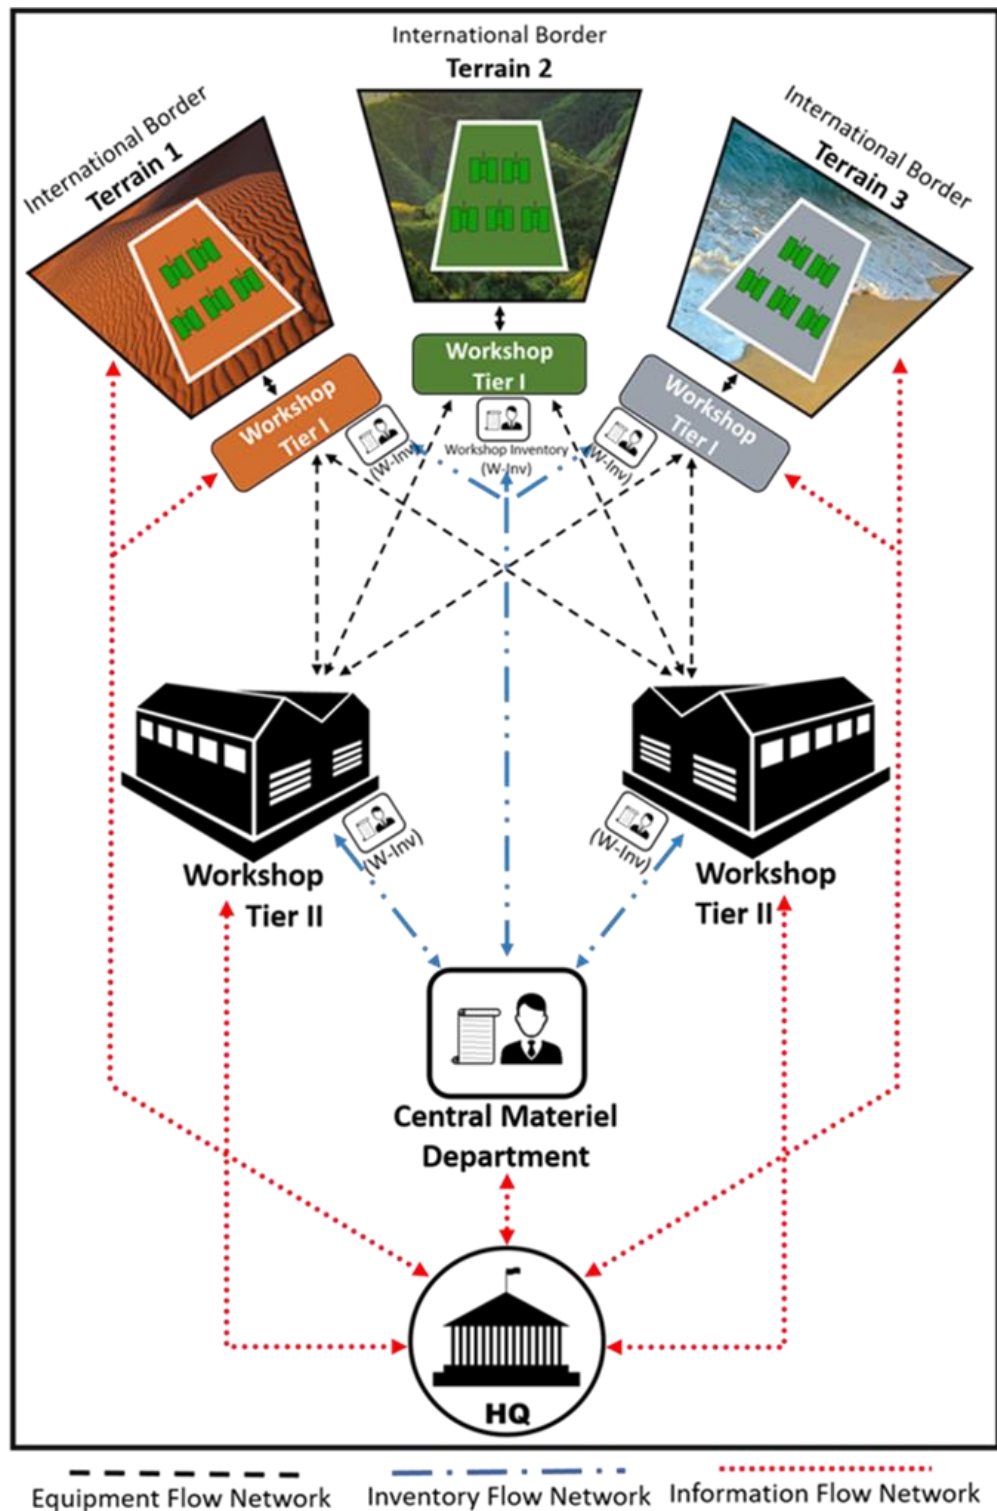 International Border
Terrain 2
International Border
Terrain 1
International Border
Terrain 3
Workshop
Tier I
Workshop
Tier I
Workshop
Tier I
(W-Inv)
Workshop Inventory
(W-Inv)
(W-Inv)
(W-Inv)
(W-Inv)
Workshop
Tier II
Workshop
Tier II
Central Materiel
Department
HQ
Equipment Flow Network
Inventory Flow Network
Information Flow Network